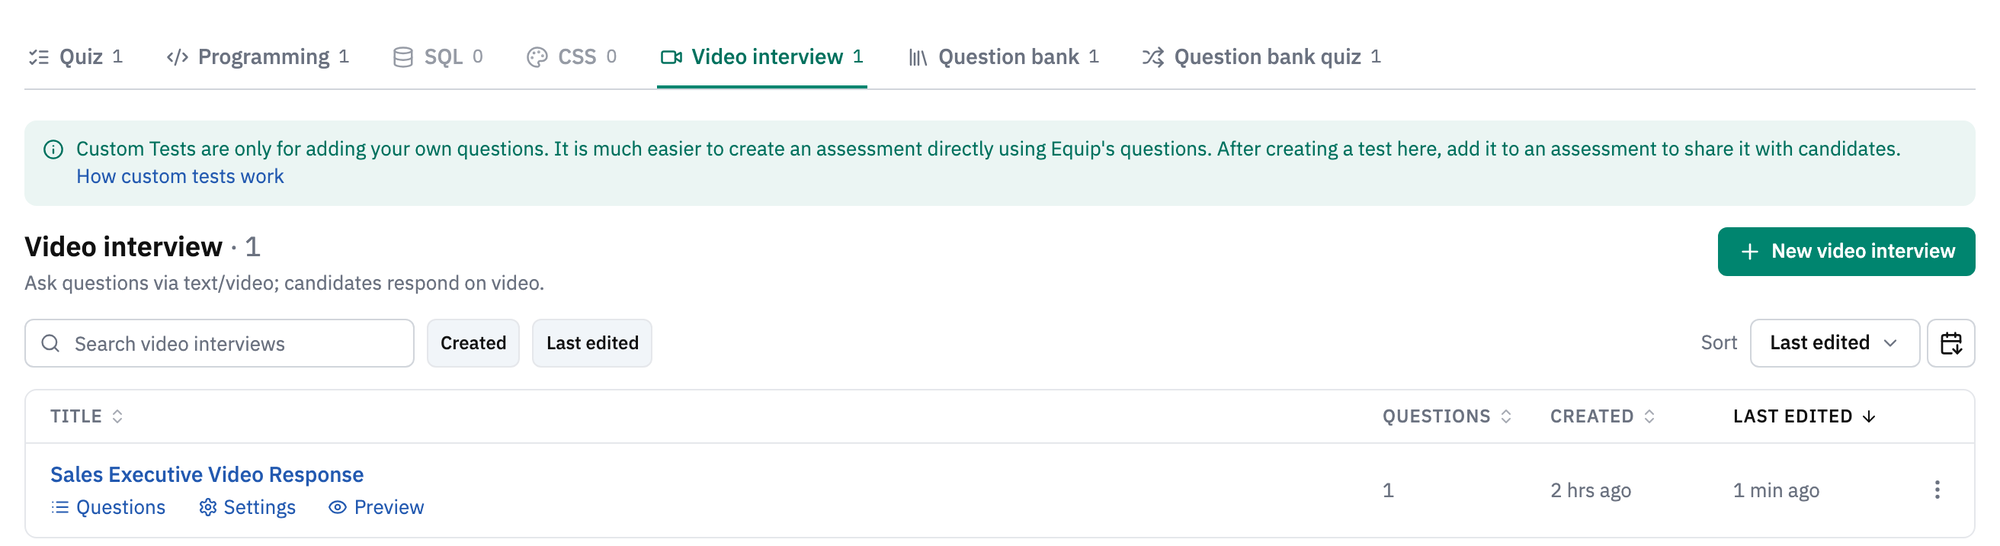 Quiz 1 Programming 1 SQL 0 CSS 0 Video interview 1 Question bank 1 Question bank quiz 1
Custom Tests are only for adding your own questions. It is much easier to create an assessment directly using Equip's questions. After creating a test here, add it to an assessment to share it with candidates.
How custom tests work
Video interview · 1
New video interview
Ask questions via text/video; candidates respond on video.
Search video interviews Created Last edited Sort Last edited
TITLE QUESTIONS CREATED LAST EDITED
Sales Executive Video Response
1 2 hrs ago 1 min ago
Questions Settings Preview